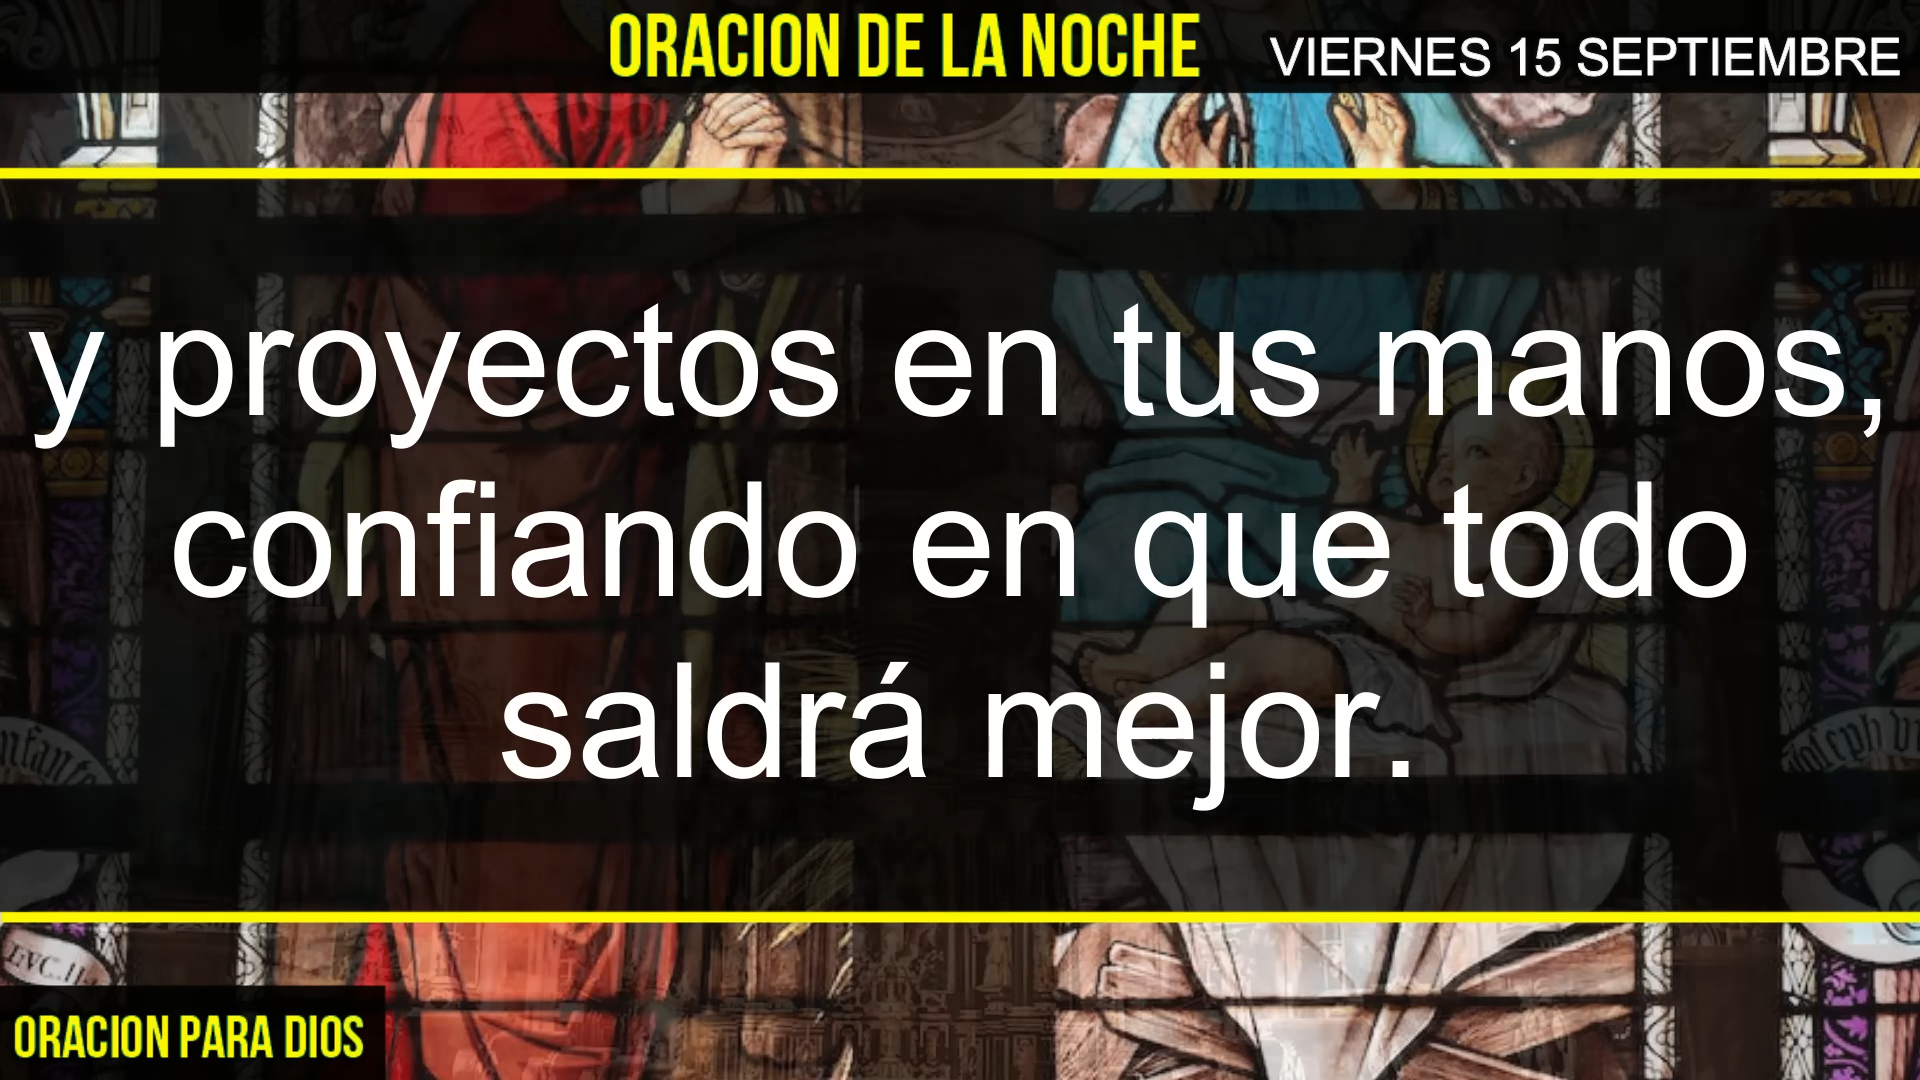 ORACION DE LA NOCHE
VIERNES 15 SEPTIEMBRE
y proyectos en tus manos,
confiando en que todo
saldrá mejor.
ORACION PARA DIOS